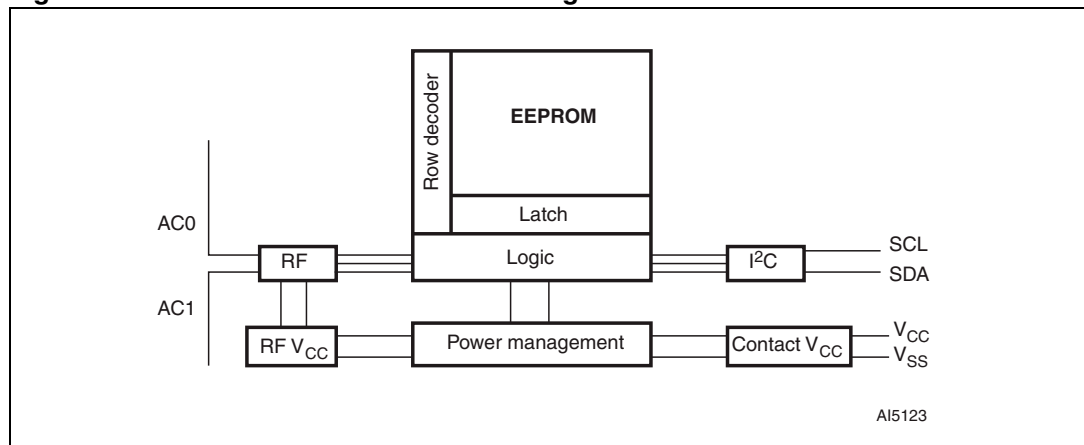 Row decoder
EEPROM
Latch
AC0
RF
Logic
I²C
SCL
SDA
AC1
RF VCC
Power management
Contact VCC
VCC
VSS
AI5123